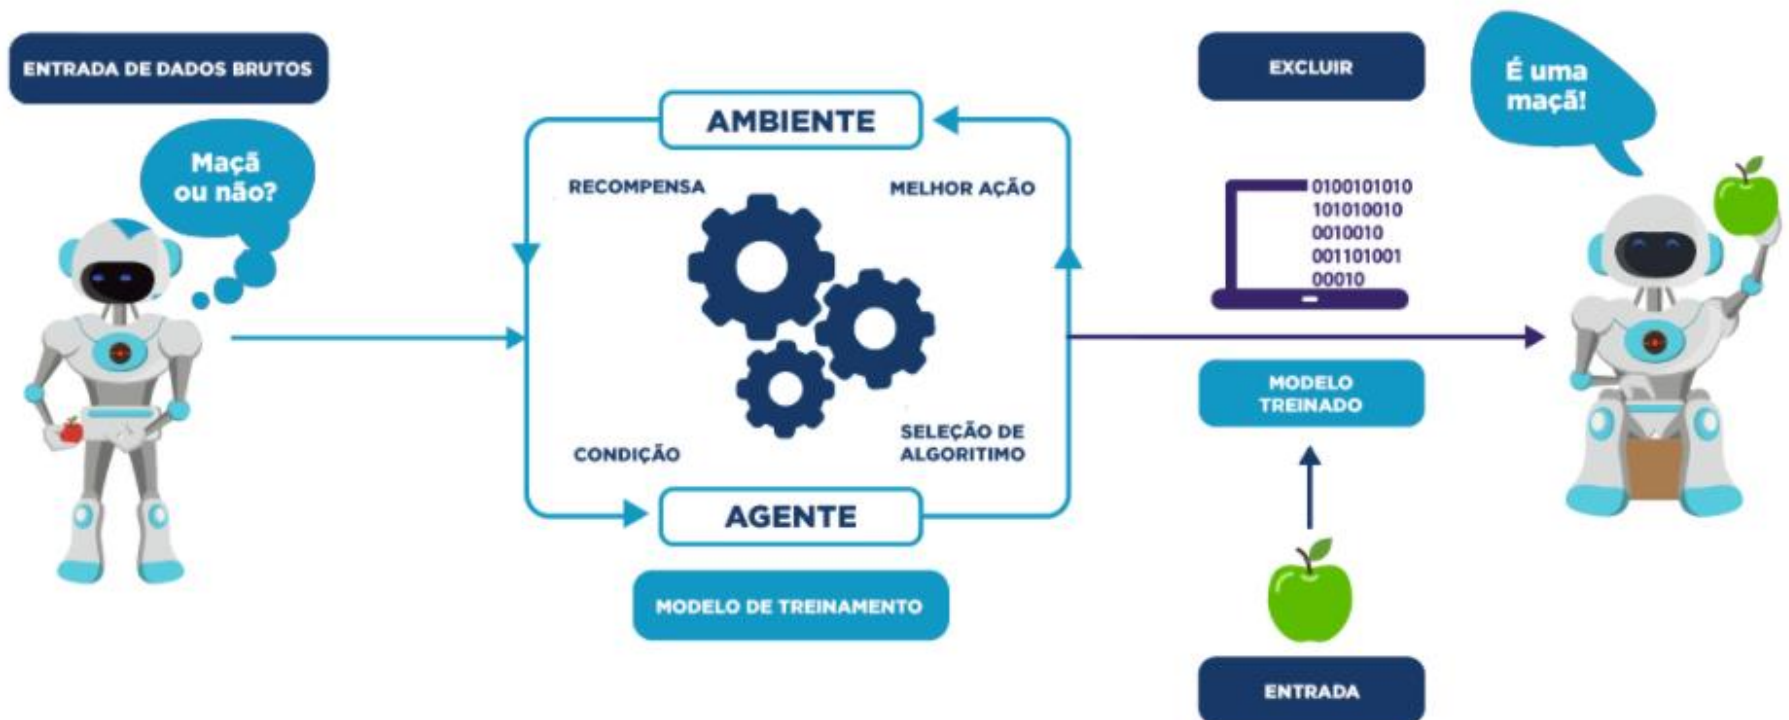 ENTRADA DE DADOS BRUTOS
Maçã
ou não?
AMBIENTE
RECOMPENSA
MELHOR AÇÃO
CONDIÇÃO
SELEÇÃO DE
ALGORITIMO
AGENTE
MODELO DE TREINAMENTO
EXCLUIR
0100101010
101010010
0010010
001101001
00010
MODELO
TREINADO
ENTRADA
É uma
maçã!